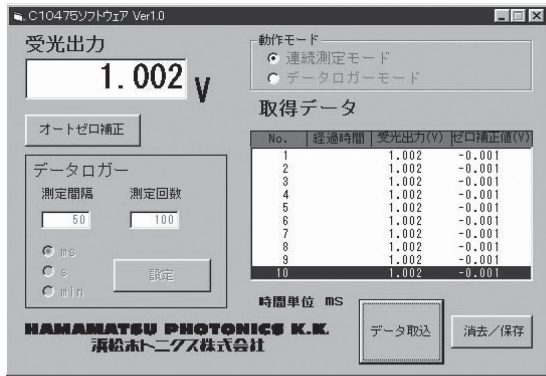 C10475ソフトウェア Ver1.0
受光出力
1.002 V
オートゼロ補正
データロガー
測定間隔 測定回数
50 100
ms
s
min
設定
動作モード
連続測定モード
データロガーモード
取得データ
No. 経過時間 受光出力(V) ゼロ補正値(V)
1 1.002 -0.001
2 1.002 -0.001
3 1.002 -0.001
4 1.002 -0.001
5 1.002 -0.001
6 1.002 -0.001
7 1.002 -0.001
8 1.002 -0.001
9 1.002 -0.001
10 1.002 -0.001
時間単位 ms
データ取込
消去／保存
HAMAMATSU PHOTONICS K.K.
浜松ホトニクス株式会社